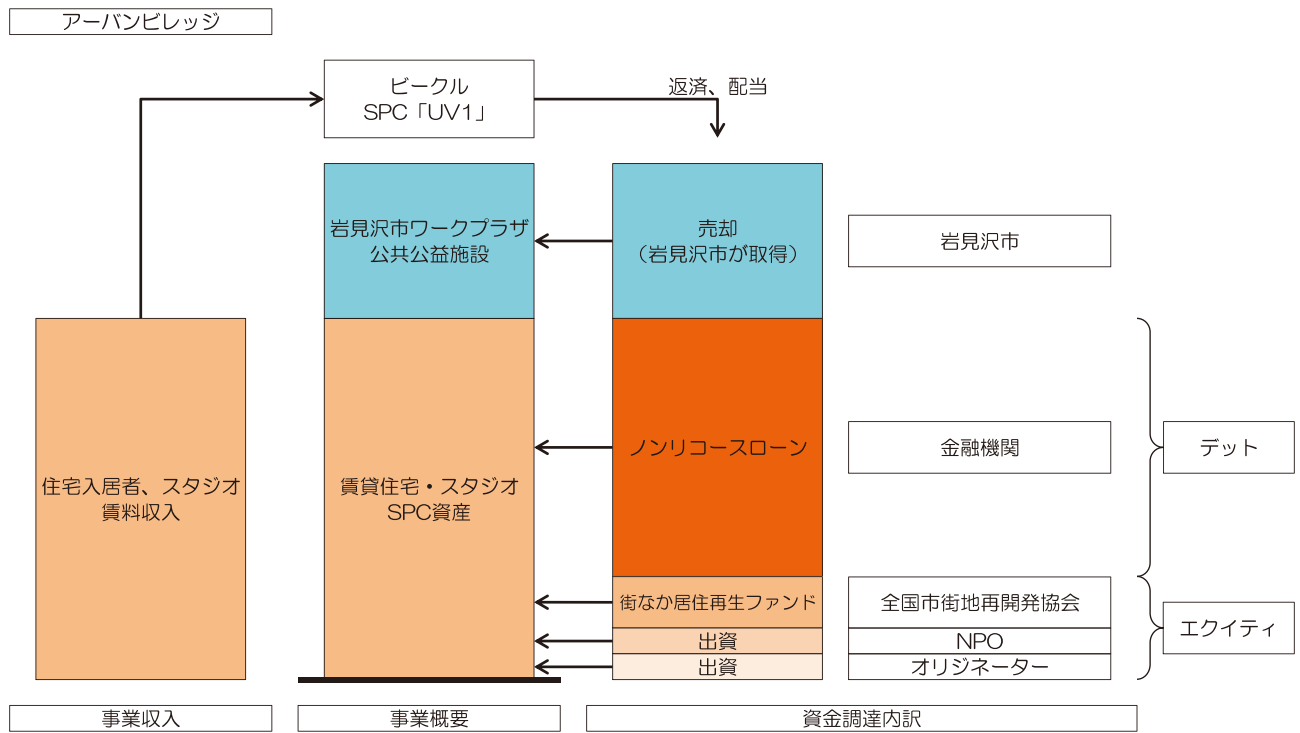 アーバンビレッジ
ビークル
SPC「UV1」
返済、配当
岩見沢市ワークプラザ
公共公益施設
売却
（岩見沢市が取得）
岩見沢市
住宅入居者、スタジオ
賃料収入
賃貸住宅・スタジオ
SPC資産
ノンリコースローン
金融機関
デット
街なか居住再生ファンド
全国市街地再開発協会
出資
NPO
エクイティ
出資
オリジネーター
事業収入
事業概要
資金調達内訳